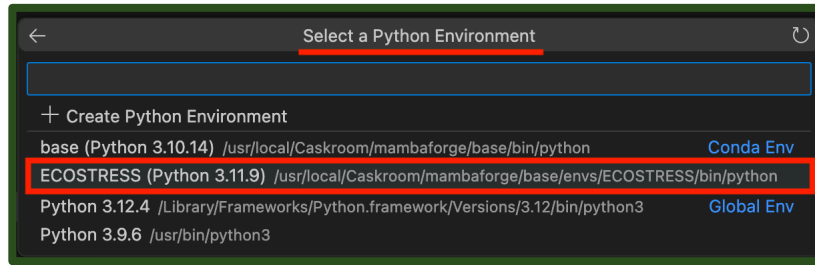 Select a Python Environment
+ Create Python Environment
base (Python 3.10.14) /usr/local/Caskroom/mambaforge/base/bin/python Conda Env
ECOSTRESS (Python 3.11.9) /usr/local/Caskroom/mambaforge/base/envs/ECOSTRESS/bin/python
Python 3.12.4 /Library/Frameworks/Python.framework/Versions/3.12/bin/python3 Global Env
Python 3.9.6 /usr/bin/python3